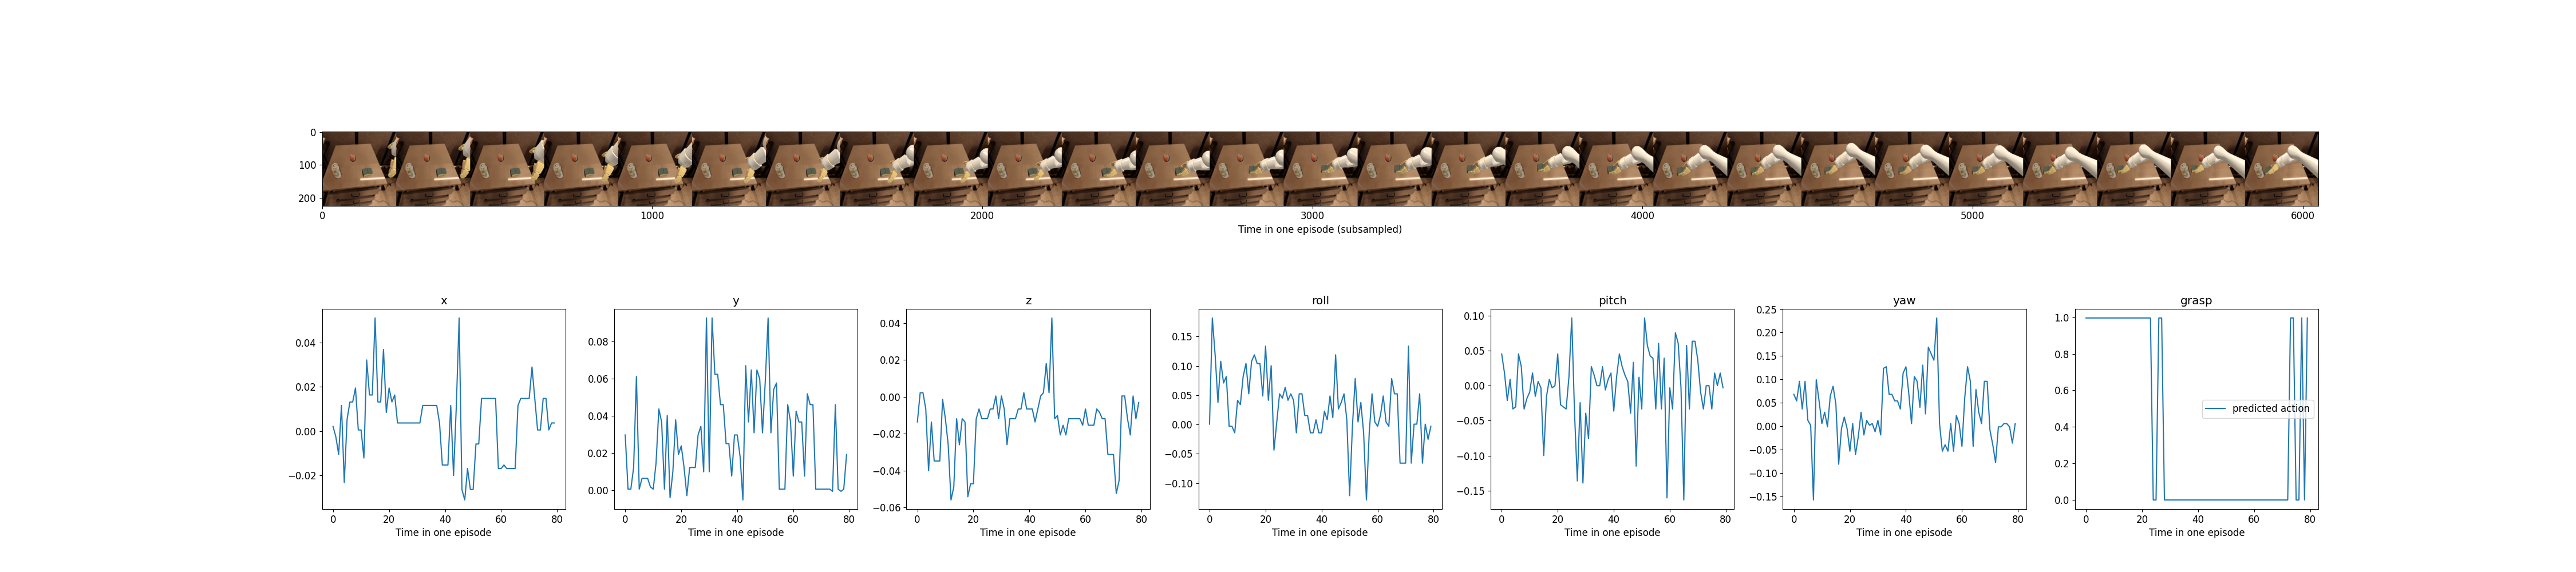 0
100
200
0 1000 2000 3000 4000 5000 6000
Time in one episode (subsampled)
x
0.04
0.02
0.00
−0.02
0 20 40 60 80
Time in one episode
y
0.08
0.06
0.04
0.02
0.00
0 20 40 60 80
Time in one episode
z
0.04
0.02
0.00
−0.02
−0.04
−0.06
0 20 40 60 80
Time in one episode
roll
0.15
0.10
0.05
0.00
−0.05
−0.10
0 20 40 60 80
Time in one episode
pitch
0.10
0.05
0.00
−0.05
−0.10
−0.15
0 20 40 60 80
Time in one episode
yaw
0.25
0.20
0.15
0.10
0.05
0.00
−0.05
−0.10
−0.15
0 20 40 60 80
Time in one episode
grasp
1.0
0.8
0.6
0.4
0.2
0.0
predicted action
0 20 40 60 80
Time in one episode